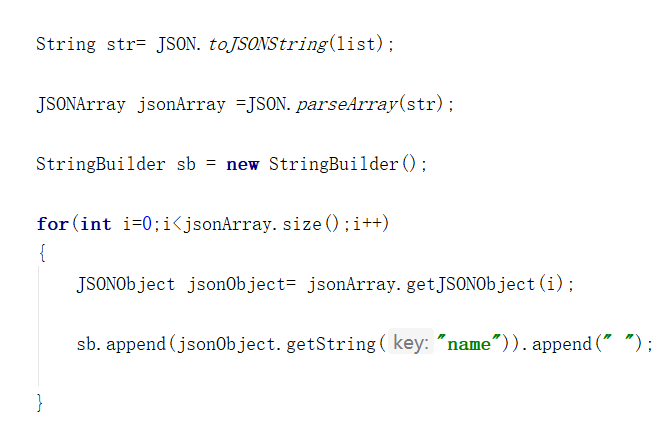 String str= JSON.toJSONString(list);
JSONArray jsonArray =JSON.parseArray(str);
StringBuilder sb = new StringBuilder();
for(int i=0;i<jsonArray.size();i++)
{
JSONObject jsonObject= jsonArray.getJSONObject(i);
sb.append(jsonObject.getString( key: "name")).append(" ");
}